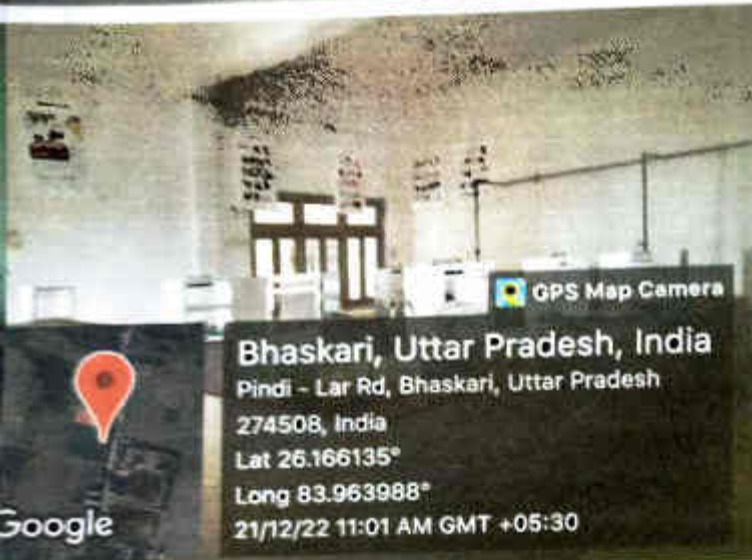 GPS Map Camera
Bhaskari, Uttar Pradesh, India
Pindi - Lar Rd, Bhaskari, Uttar Pradesh
274508, India
Lat 26.166135°
Long 83.963988°
21/12/22 11:01 AM GMT +05:30
Google